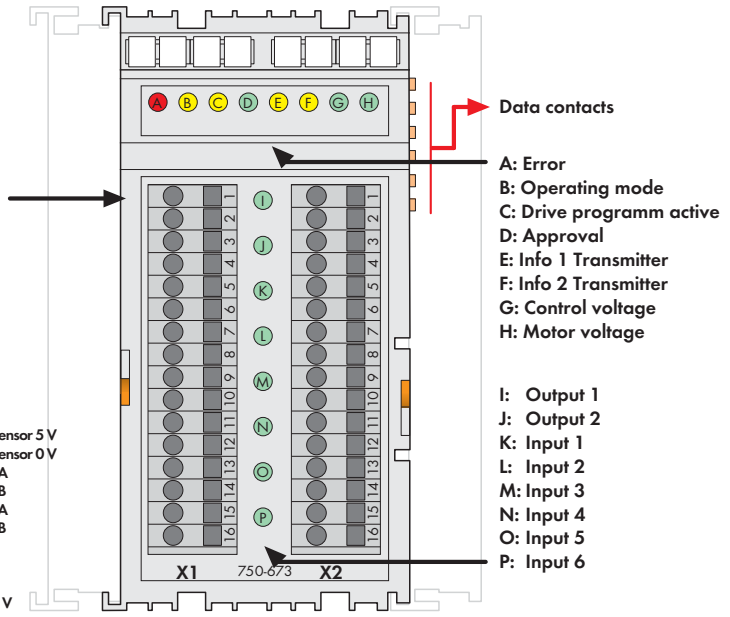 A B C D E F G H
Data contacts
A: Error
B: Operating mode
C: Drive programm active
D: Approval
E: Info 1 Transmitter
F: Info 2 Transmitter
G: Control voltage
H: Motor voltage
1 I 1
2 2
3 J 3
4 4
5 K 5
6 6
7 L 7
8 8
9 M 9
10 10
11 N 11
12 12
13 O 13
14 14
15 P 15
16 16
I: Output 1
J: Output 2
K: Input 1
L: Input 2
M: Input 3
N: Input 4
O: Input 5
P: Input 6
ensor 5 V
ensor 0 V
A
B
A
B
V
X1 750-673 X2